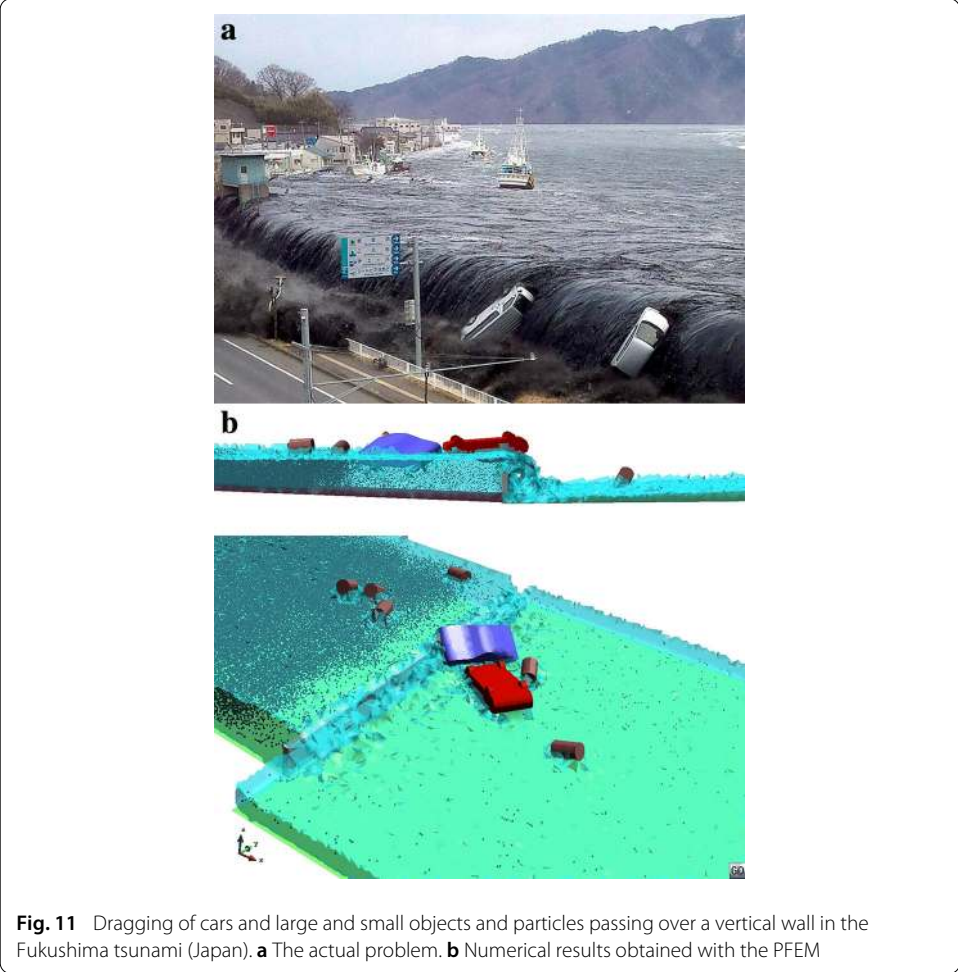 a
b
z
x
GiD
Fig. 11 Dragging of cars and large and small objects and particles passing over a vertical wall in the
Fukushima tsunami (Japan). a The actual problem. b Numerical results obtained with the PFEM